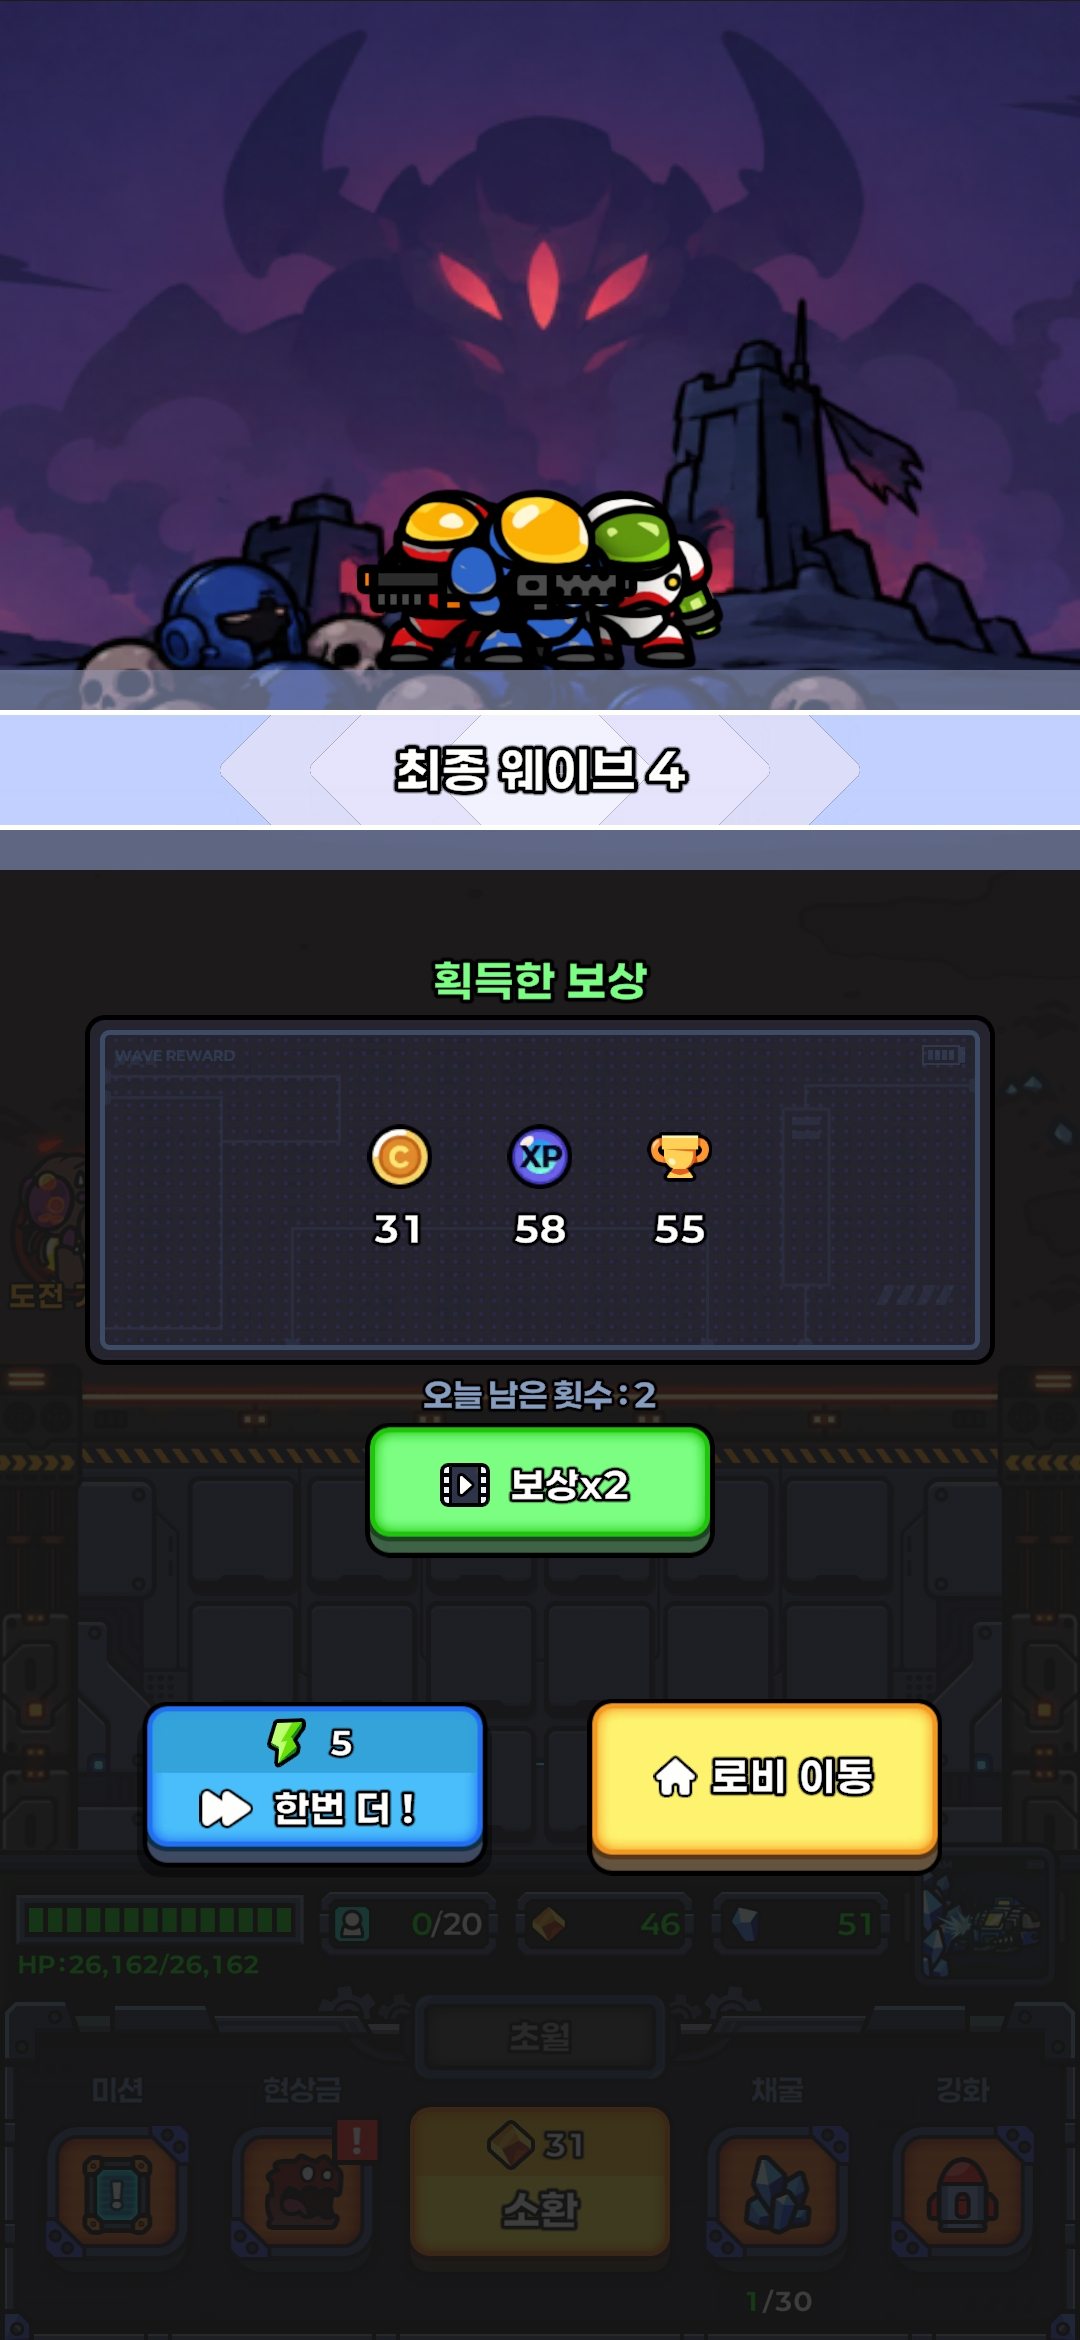 최종 웨이브 4
획득한 보상
WAVE REWARD
C
XP
31
58
55
도전
오늘 남은 횟수 : 2
보상x2
5
한번 더 !
로비 이동
0/20
46
51
HP:26,162/26,162
초월
미션
현상금
채굴
강화
!
31
!
소환
1/30